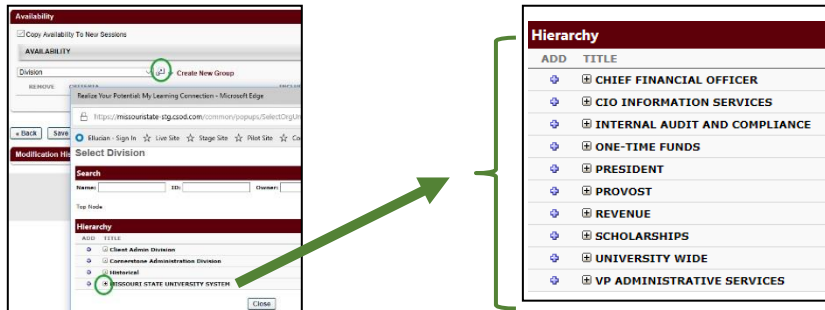 Availability
Copy Availability To New Sessions
AVAILABILITY
Division
Create New Group
REMOVE CRITERIA
Realize Your Potential: My Learning Connection - Microsoft Edge
https://missouristate-stg.csod.com/common/popups/SelectOrgUn
Ellucian - Sign In Live Site Stage Site Pilot Site Co
« Back Save
Modification His
Select Division
Search
Name: ID: Owner:
Top Node
Hierarchy
ADD TITLE
Client Admin Division
Cornerstone Administration Division
Historical
MISSOURI STATE UNIVERSITY SYSTEM
Close
Hierarchy
ADD TITLE
CHIEF FINANCIAL OFFICER
CIO INFORMATION SERVICES
INTERNAL AUDIT AND COMPLIANCE
ONE-TIME FUNDS
PRESIDENT
PROVOST
REVENUE
SCHOLARSHIPS
UNIVERSITY WIDE
VP ADMINISTRATIVE SERVICES